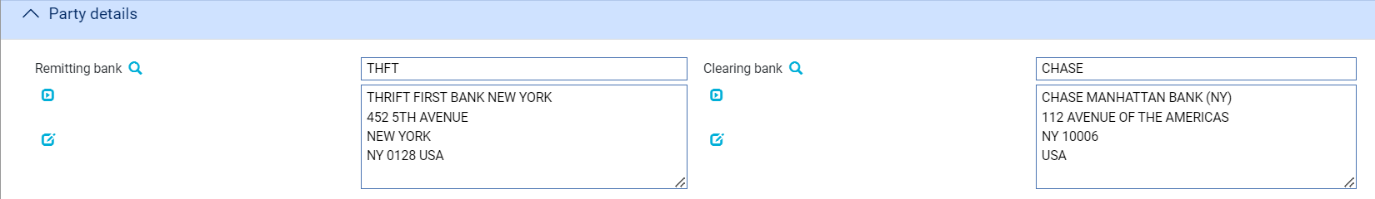 Party details
Remitting bank
THFT
THRIFT FIRST BANK NEW YORK
452 5TH AVENUE
NEW YORK
NY 0128 USA
Clearing bank
CHASE
CHASE MANHATTAN BANK (NY)
112 AVENUE OF THE AMERICAS
NY 10006
USA